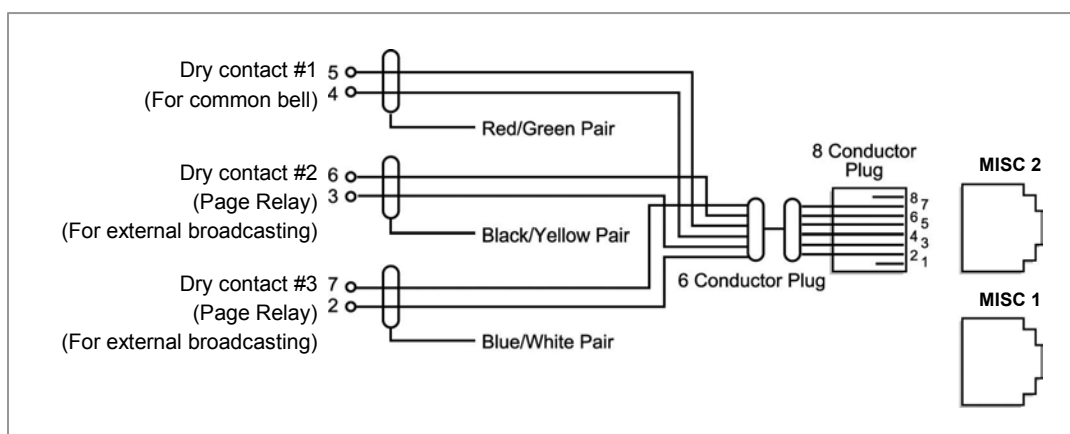 Dry contact #1 5
(For common bell) 4
Red/Green Pair
Dry contact #2 6
(Page Relay) 3
(For external broadcasting)
Black/Yellow Pair
Dry contact #3 7
(Page Relay) 2
(For external broadcasting)
Blue/White Pair
6 Conductor Plug
8 Conductor
Plug
8
7
6
5
4
3
2
1
MISC 2
MISC 1